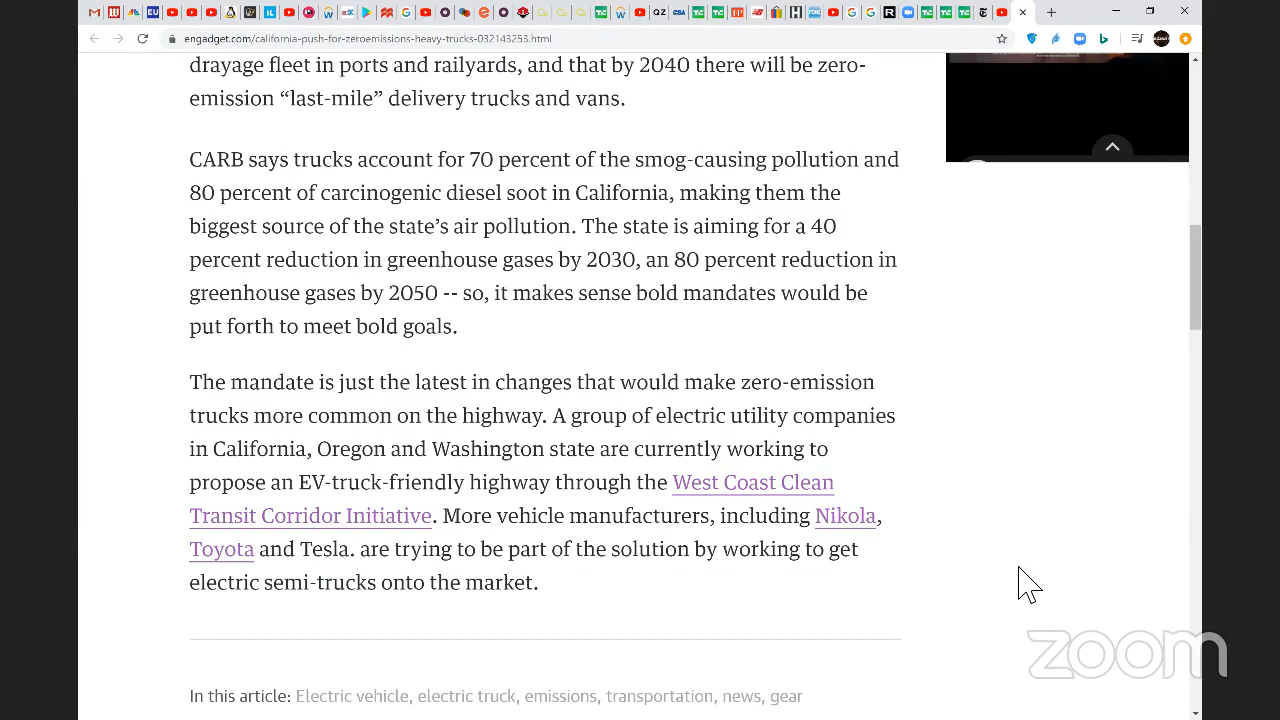 engadget.com/california-push-for-zeroemissions-heavy-trucks-032143253.html
drayage fleet in ports and railyards, and that by 2040 there will be zero-
emission “last-mile” delivery trucks and vans.
CARB says trucks account for 70 percent of the smog-causing pollution and
80 percent of carcinogenic diesel soot in California, making them the
biggest source of the state’s air pollution. The state is aiming for a 40
percent reduction in greenhouse gases by 2030, an 80 percent reduction in
greenhouse gases by 2050 -- so, it makes sense bold mandates would be
put forth to meet bold goals.
The mandate is just the latest in changes that would make zero-emission
trucks more common on the highway. A group of electric utility companies
in California, Oregon and Washington state are currently working to
propose an EV-truck-friendly highway through the West Coast Clean
Transit Corridor Initiative. More vehicle manufacturers, including Nikola,
Toyota and Tesla. are trying to be part of the solution by working to get
electric semi-trucks onto the market.
zoom
In this article: Electric vehicle, electric truck, emissions, transportation, news, gear